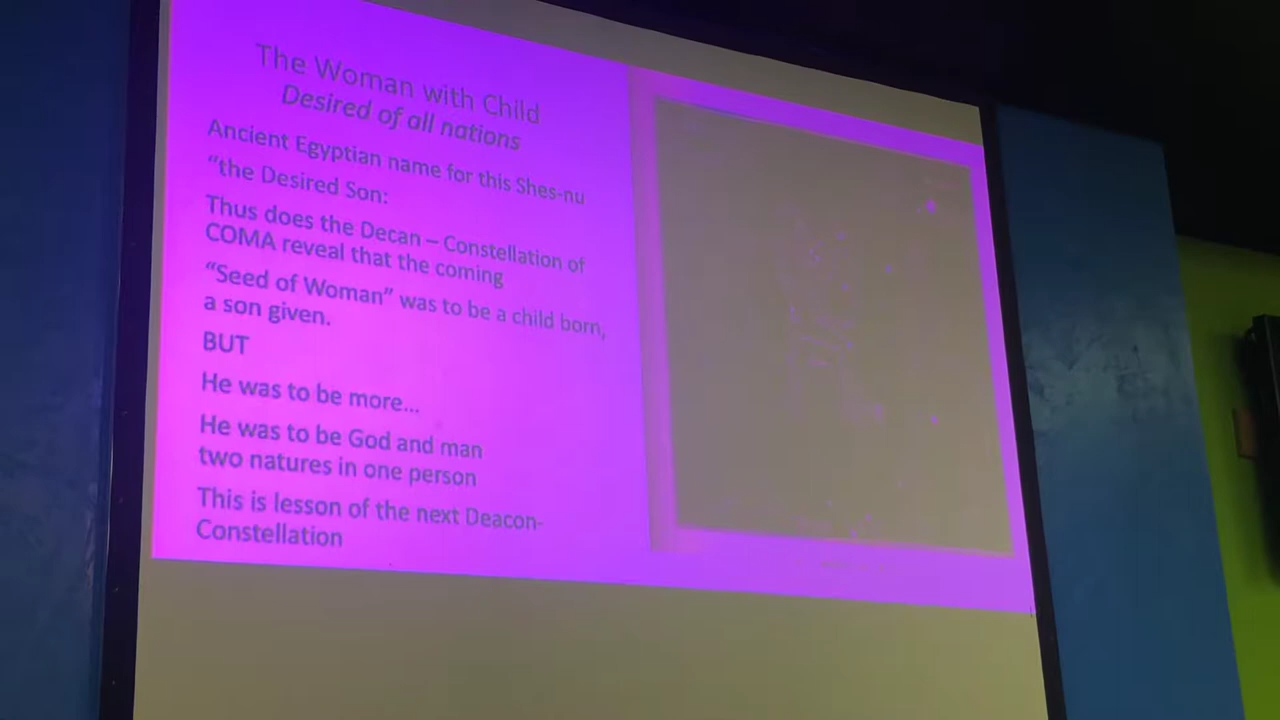 The Woman with Child
Desired of all nations
Ancient Egyptian name for this Shes-nu
“the Desired Son:
Thus does the Decan – Constellation of
COMA reveal that the coming
“Seed of Woman” was to be a child born,
a son given.
BUT
He was to be more...
He was to be God and man
two natures in one person
This is lesson of the next Deacon-
Constellation